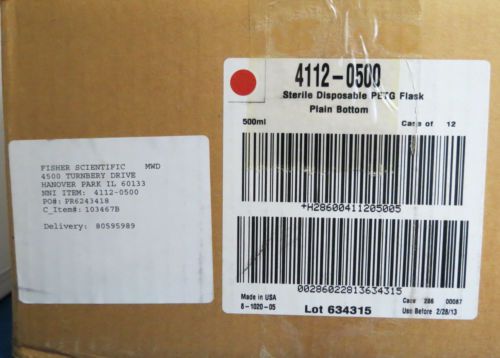 FISHER SCIENTIFIC MWD
4500 TURNBERY DRIVE
HANOVER PARK IL 60133
NNI ITEM: 4112-0500
PO#: PR6243418
C_Item#: 103467B
Delivery: 80595989
4112-0500
Sterile Disposable PETG Flask
Plain Bottom
500ml Case of 12
+H28600411205005
00286022813634315
Made in USA Case 286 00087
8-1020-05 Lot 634315 Use Before 2/28/13